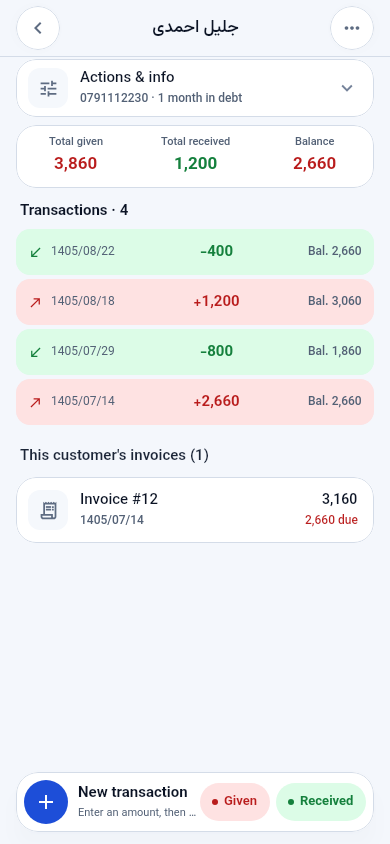 جلیل احمدی
Actions & info
0791112230 · 1 month in debt
Total given
3,860
Total received
1,200
Balance
2,660
Transactions · 4
1405/08/22 −400 Bal. 2,660
1405/08/18 +1,200 Bal. 3,060
1405/07/29 −800 Bal. 1,860
1405/07/14 +2,660 Bal. 2,660
This customer's invoices (1)
Invoice #12 3,160
1405/07/14 2,660 due
New transaction
Enter an amount, then …
Given
Received